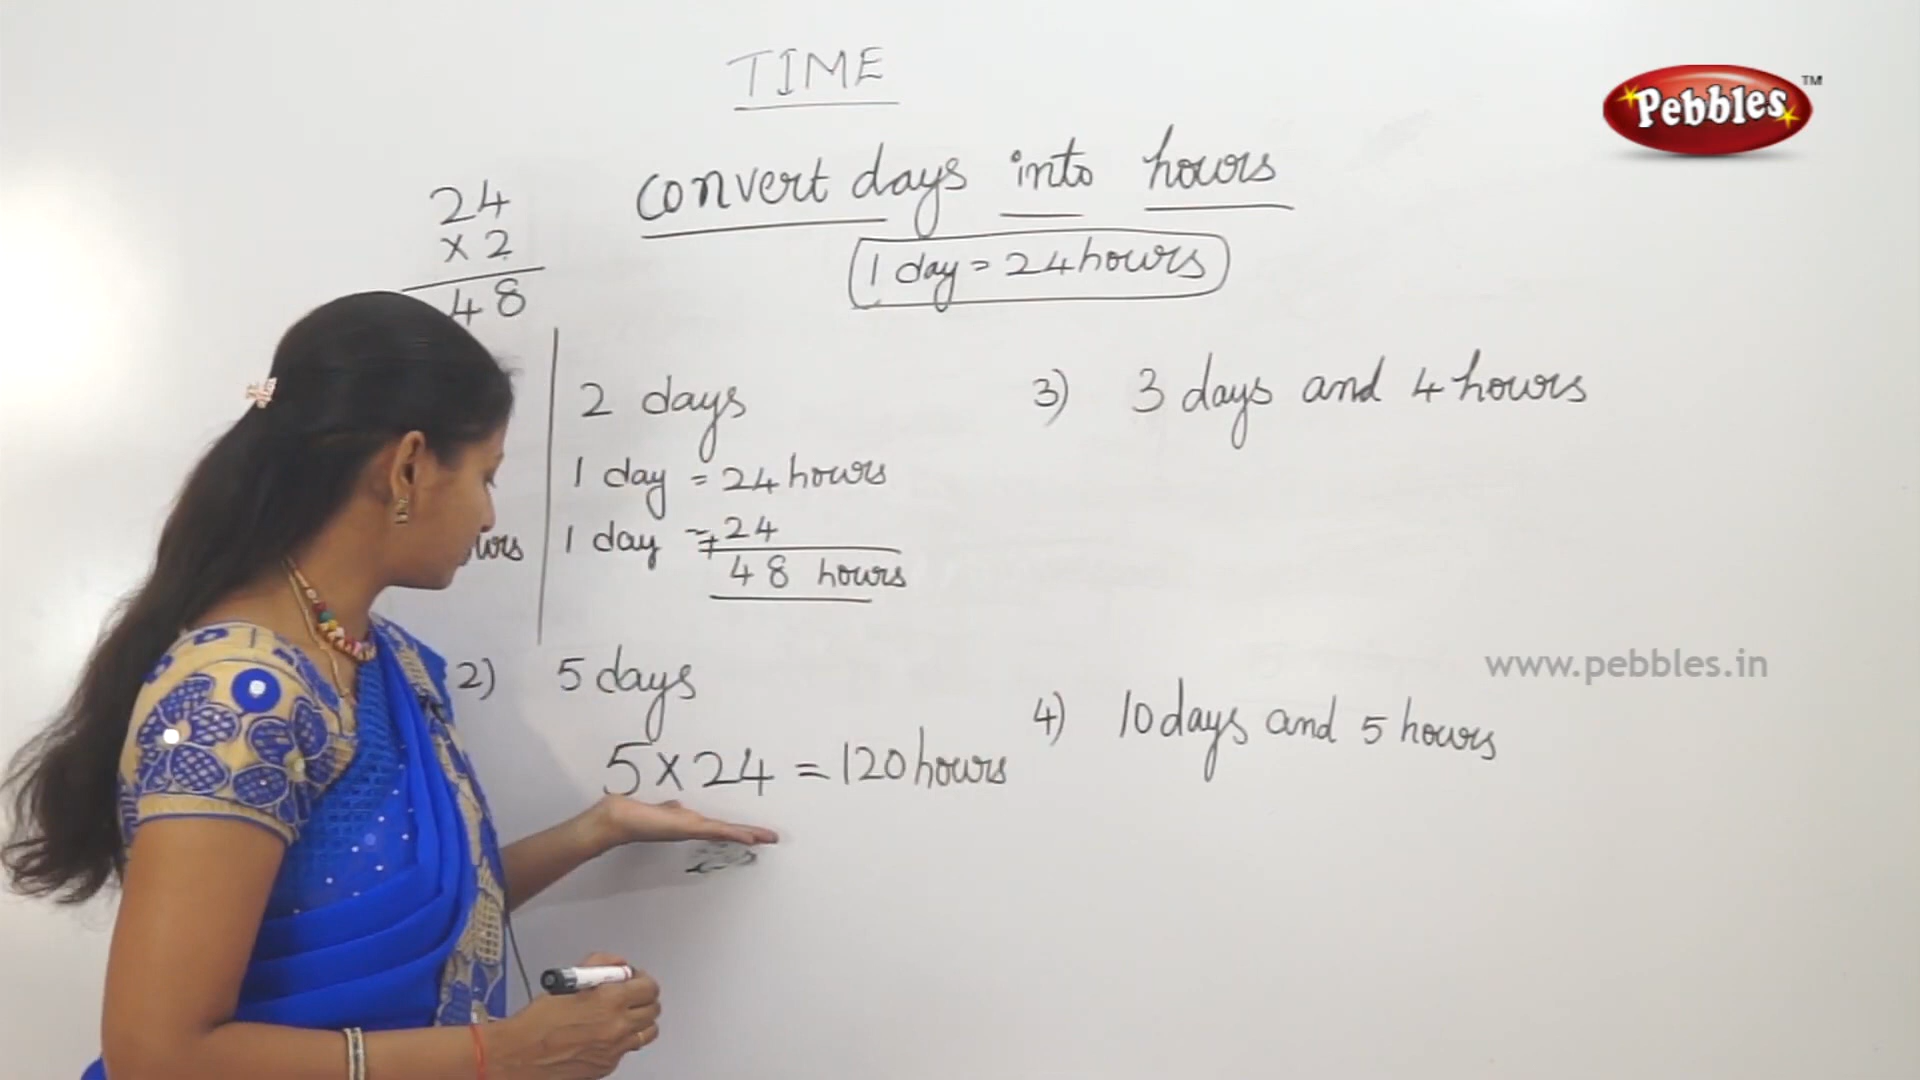 TIME
Pebbles™
convert days into hours
24
× 2
48
1 day = 24 hours
2 days
1 day = 24 hours
1 day = +24
48 hours
2) 5 days
5 × 24 = 120 hours
3) 3 days and 4 hours
www.pebbles.in
4) 10 days and 5 hours